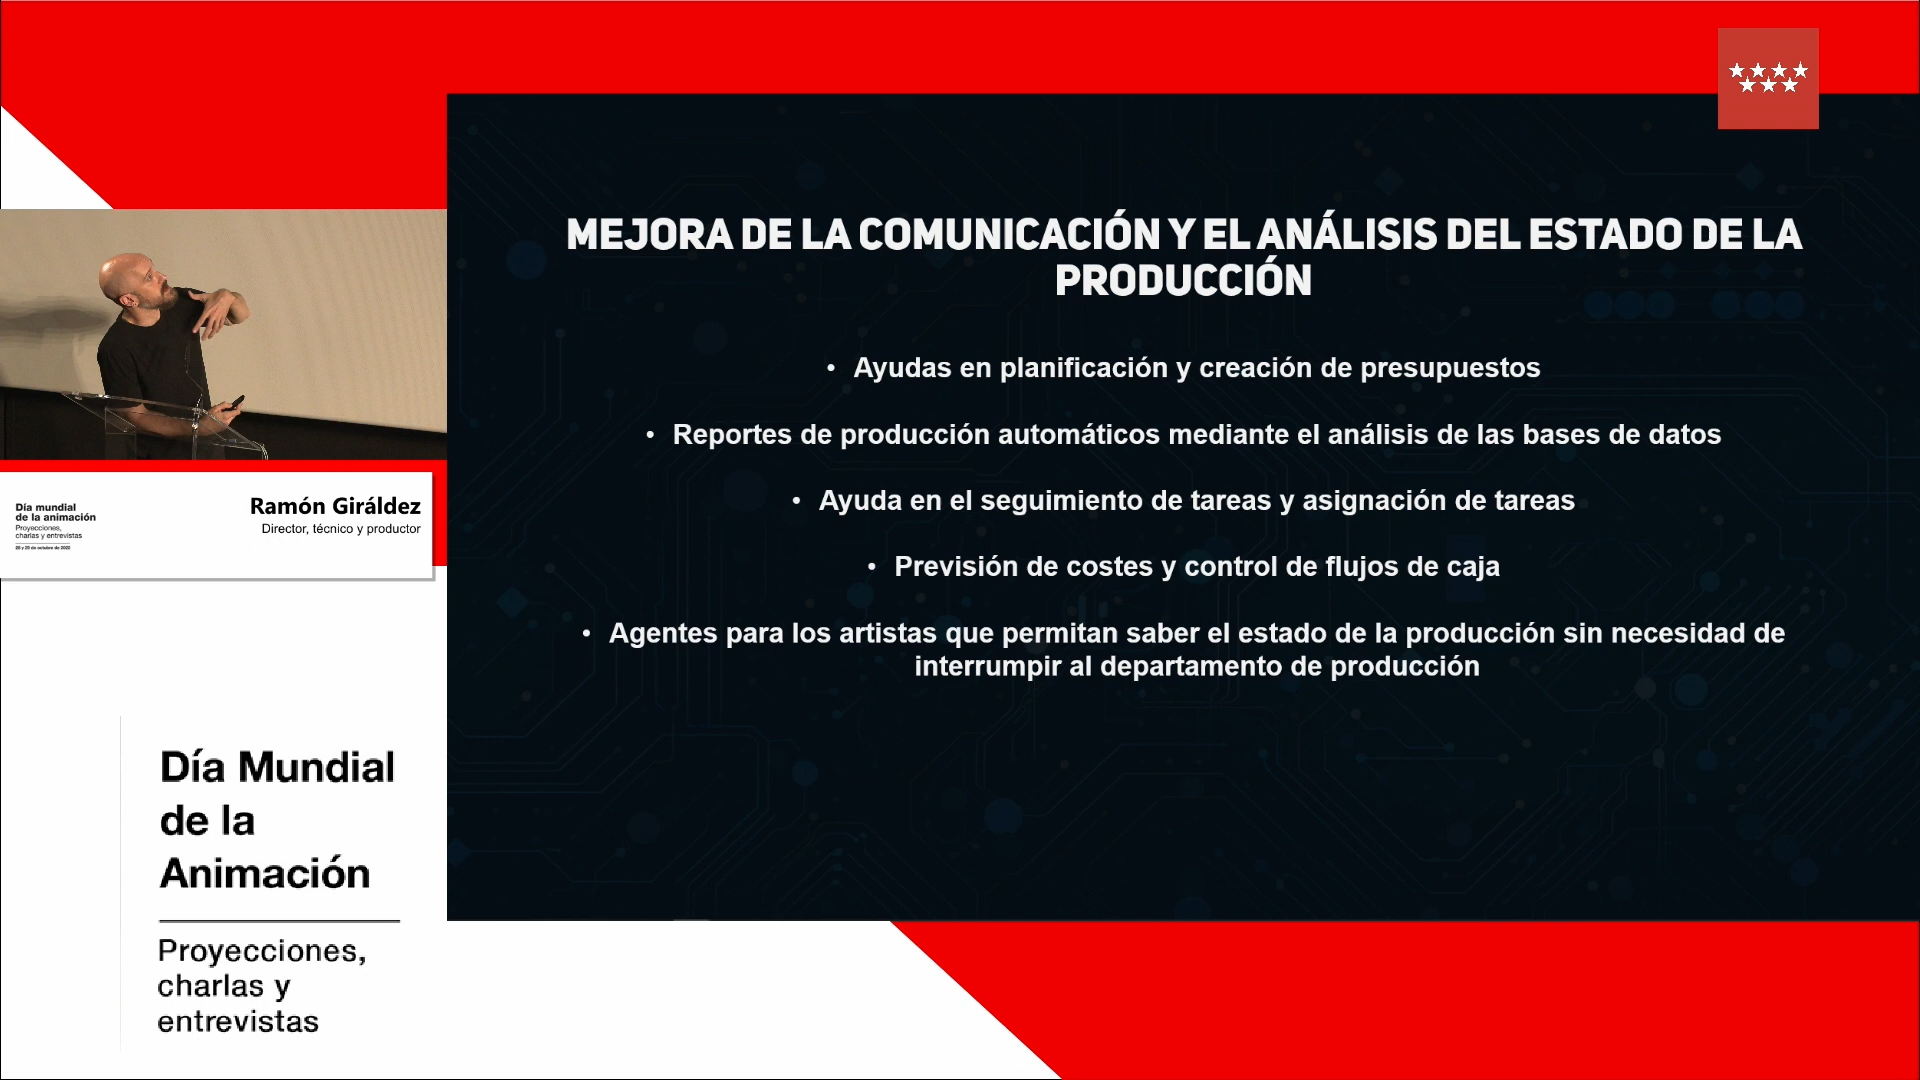 MEJORA DE LA COMUNICACIÓN Y EL ANÁLISIS DEL ESTADO DE LA
PRODUCCIÓN
• Ayudas en planificación y creación de presupuestos
• Reportes de producción automáticos mediante el análisis de las bases de datos
• Ayuda en el seguimiento de tareas y asignación de tareas
• Previsión de costes y control de flujos de caja
• Agentes para los artistas que permitan saber el estado de la producción sin necesidad de
interrumpir al departamento de producción
Día mundial
de la animación
Proyecciones,
charlas y entrevistas
Ramón Giráldez
Director, técnico y productor
Día Mundial
de la
Animación
Proyecciones,
charlas y
entrevistas